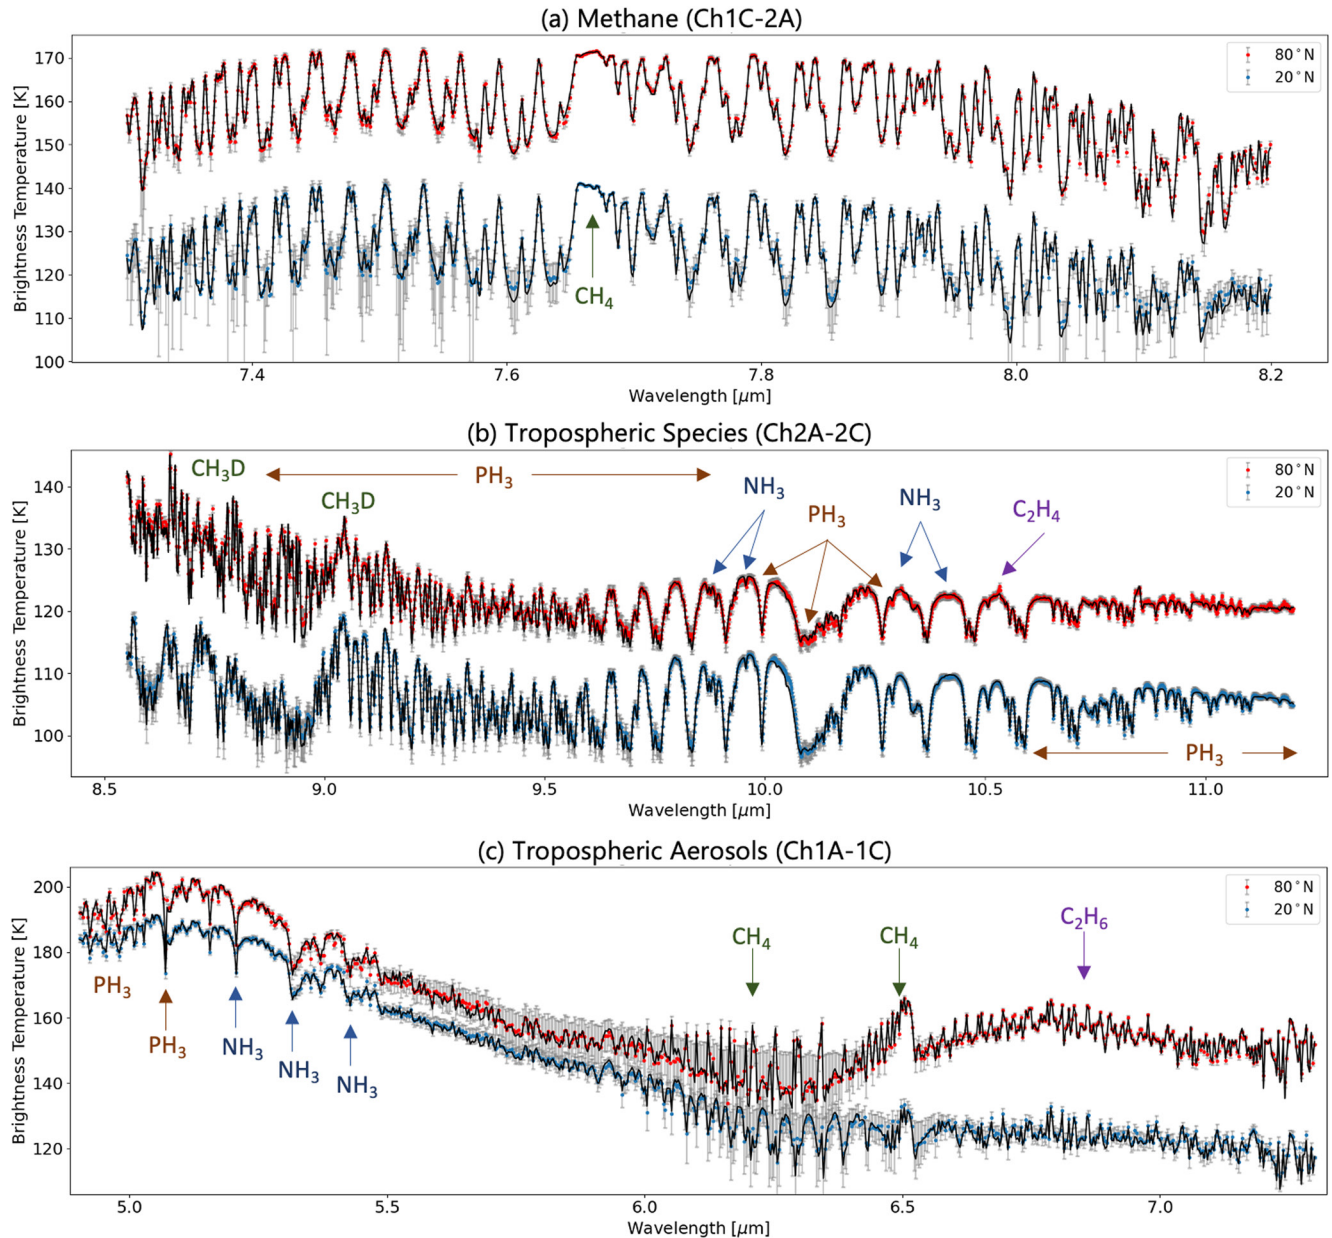 (a) Methane (Ch1C-2A)
Brightness Temperature [K]
170
160
150
140
130
120
110
100
80°N
20°N
CH₄
7.4 7.6 7.8 8.0 8.2
Wavelength [μm]
(b) Tropospheric Species (Ch2A-2C)
Brightness Temperature [K]
140
130
120
110
100
80°N
20°N
CH₃D
PH₃
CH₃D
NH₃
PH₃
NH₃
C₂H₄
PH₃
8.5 9.0 9.5 10.0 10.5 11.0
Wavelength [μm]
(c) Tropospheric Aerosols (Ch1A-1C)
Brightness Temperature [K]
200
180
160
140
120
80°N
20°N
PH₃
PH₃
NH₃
NH₃
NH₃
CH₄
CH₄
C₂H₆
5.0 5.5 6.0 6.5 7.0
Wavelength [μm]